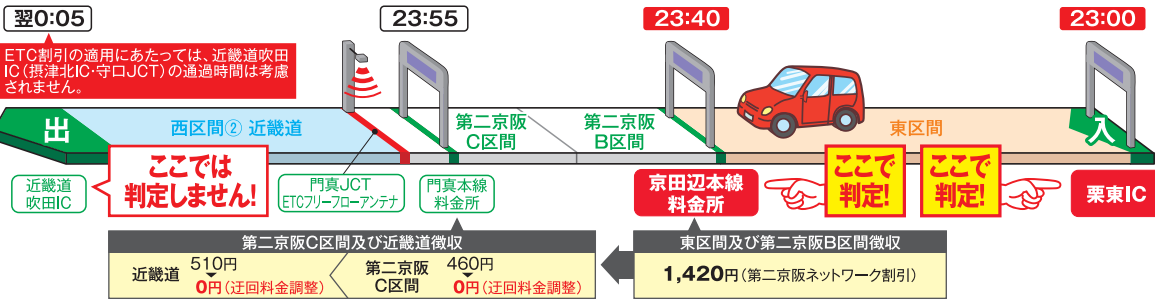 翌0:05
23:55
23:40
23:00
ETC割引の適用にあたっては、近畿道吹田
IC(摂津北IC・守口JCT)の通過時間は考慮
されません。
出
西区間② 近畿道
第二京阪
C区間
第二京阪
B区間
東区間
入
近畿道
吹田IC
ここでは
判定しません!
門真JCT
ETCフリーフローアンテナ
門真本線
料金所
京田辺本線
料金所
ここで
判定!
ここで
判定!
栗東IC
第二京阪C区間及び近畿道徴収
近畿道
510円
0円(迂回料金調整)
第二京阪
C区間
460円
0円(迂回料金調整)
東区間及び第二京阪B区間徴収
1,420円(第二京阪ネットワーク割引)